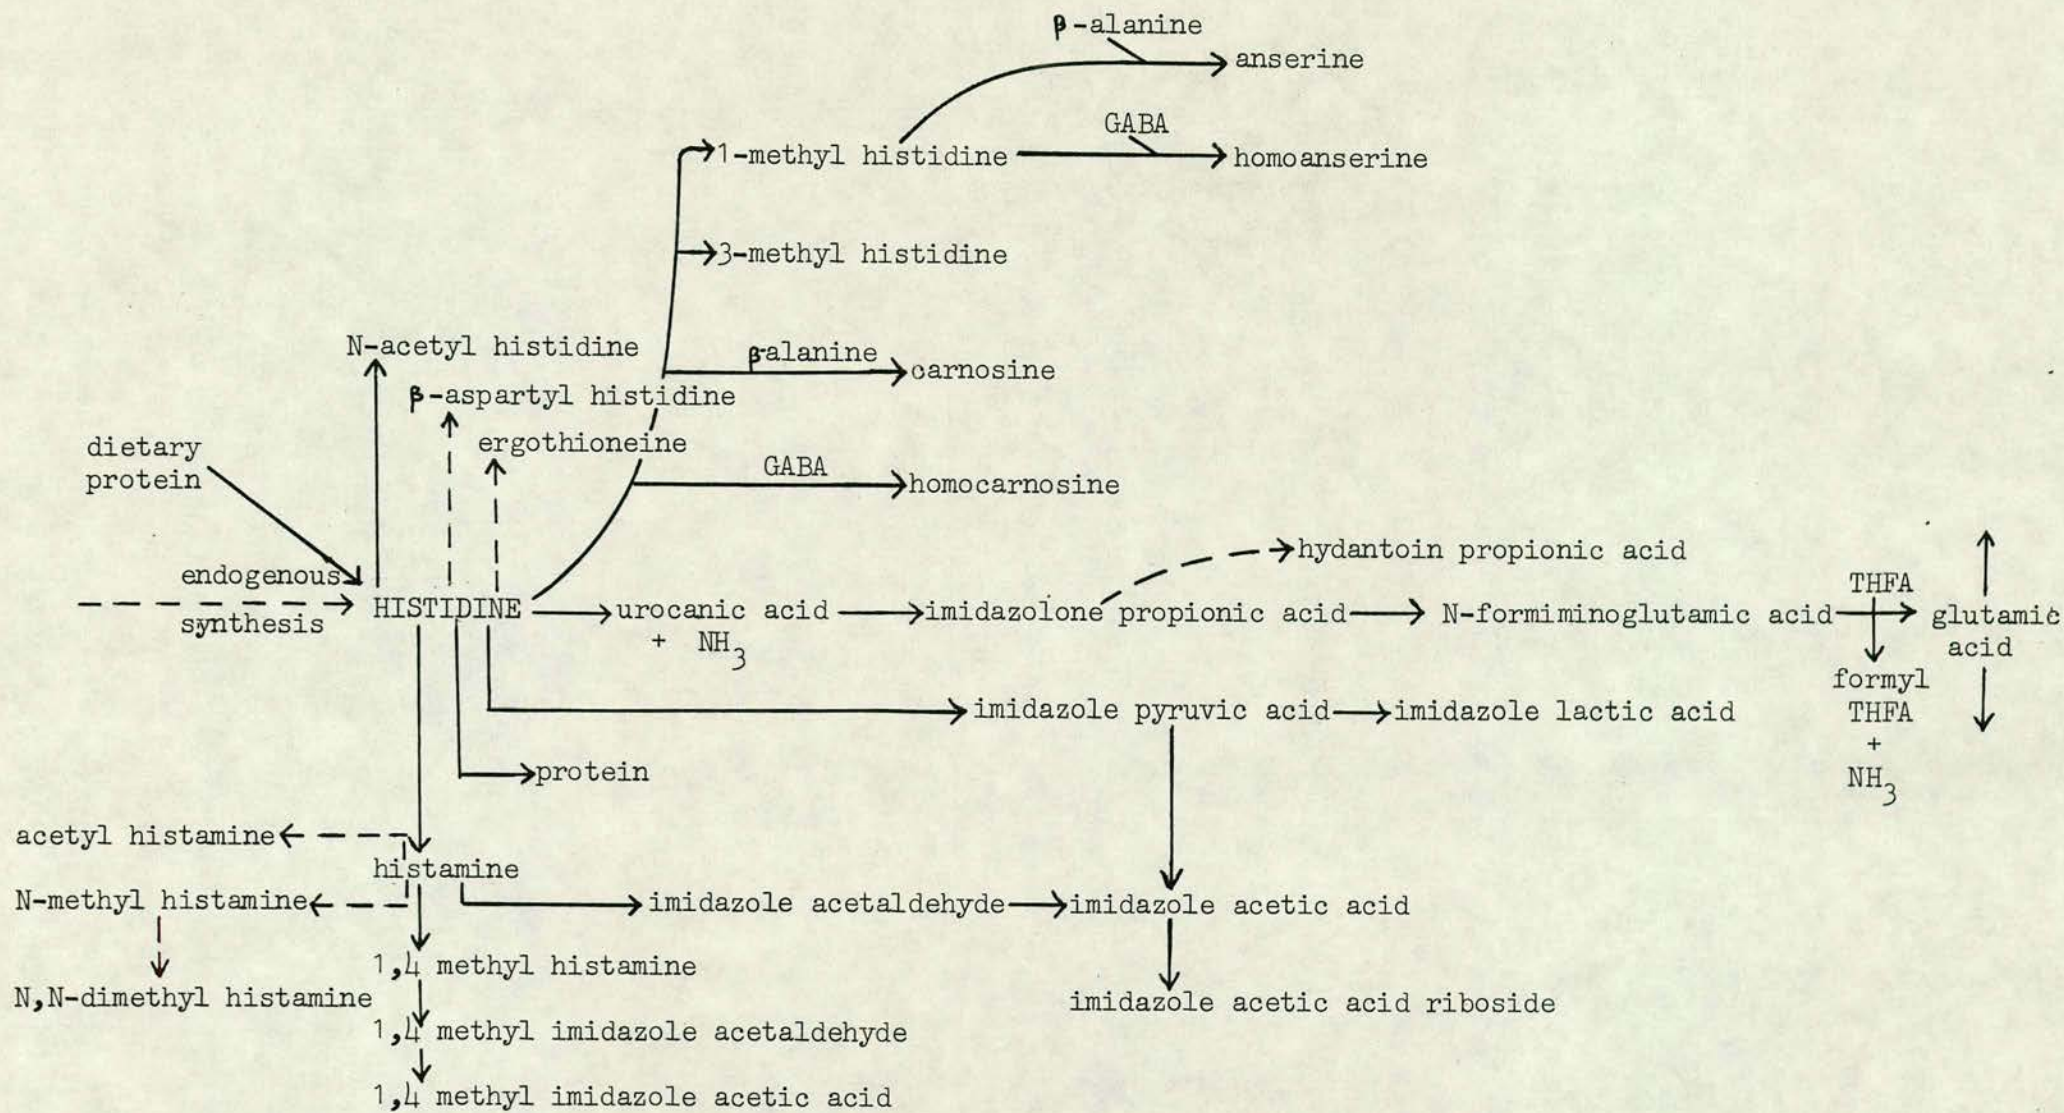 β-alanine
anserine
GABA
1-methyl histidine
homoanserine
3-methyl histidine
N-acetyl histidine
β-alanine
carnosine
β-aspartyl histidine
dietary
protein
ergothioneine
GABA
homocarnosine
hydantoin propionic acid
endogenous
synthesis
HISTIDINE
urocanic acid
+ NH3
imidazolone propionic acid
N-formiminoglutamic acid
THFA
glutamic
acid
formyl
THFA
+
NH3
imidazole pyruvic acid
imidazole lactic acid
protein
acetyl histamine
histamine
N-methyl histamine
imidazole acetaldehyde
imidazole acetic acid
1,4 methyl histamine
N,N-dimethyl histamine
imidazole acetic acid riboside
1,4 methyl imidazole acetaldehyde
1,4 methyl imidazole acetic acid